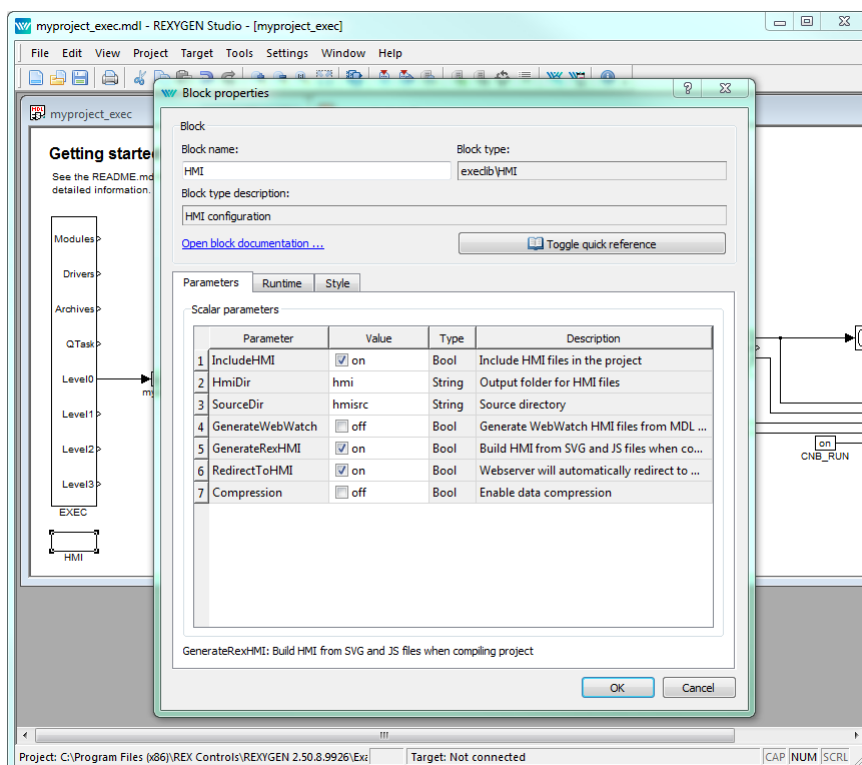 myproject_exec.mdl - REXYGEN Studio - [myproject_exec]
File Edit View Project Target Tools Settings Window Help
myproject_exec
Getting starte
See the README.md
detailed information.
Modules
Drivers
Archives
QTask
Level0
my
Level1
Level2
Level3
EXEC
HMI
Block properties
Block
Block name: Block type:
HMI execlib\HMI
Block type description:
HMI configuration
Open block documentation ... Toggle quick reference
Parameters Runtime Style
Scalar parameters
Parameter Value Type Description
1 IncludeHMI on Bool Include HMI files in the project
2 HmiDir hmi String Output folder for HMI files
3 SourceDir hmisrc String Source directory
4 GenerateWebWatch off Bool Generate WebWatch HMI files from MDL ...
5 GenerateRexHMI on Bool Build HMI from SVG and JS files when co...
6 RedirectToHMI on Bool Webserver will automatically redirect to ...
7 Compression off Bool Enable data compression
GenerateRexHMI: Build HMI from SVG and JS files when compiling project
OK Cancel
on
CNB_RUN
Project: C:\Program Files (x86)\REX Controls\REXYGEN 2.50.8.9926\Exa Target: Not connected CAP NUM SCRL